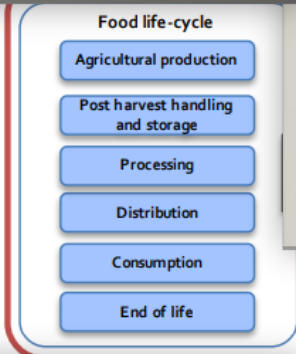 Food life-cycle
Agricultural production
Post harvest handling
and storage
Processing
Distribution
Consumption
End of life